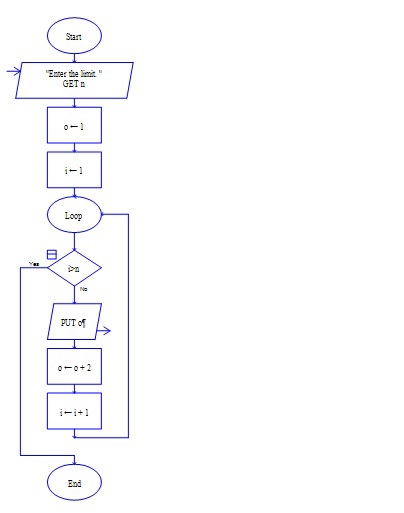 Start
"Enter the limit. "
GET n
o ← 1
i ← 1
Loop
i>n
Yes
No
PUT o¶
o ← o + 2
i ← i + 1
End